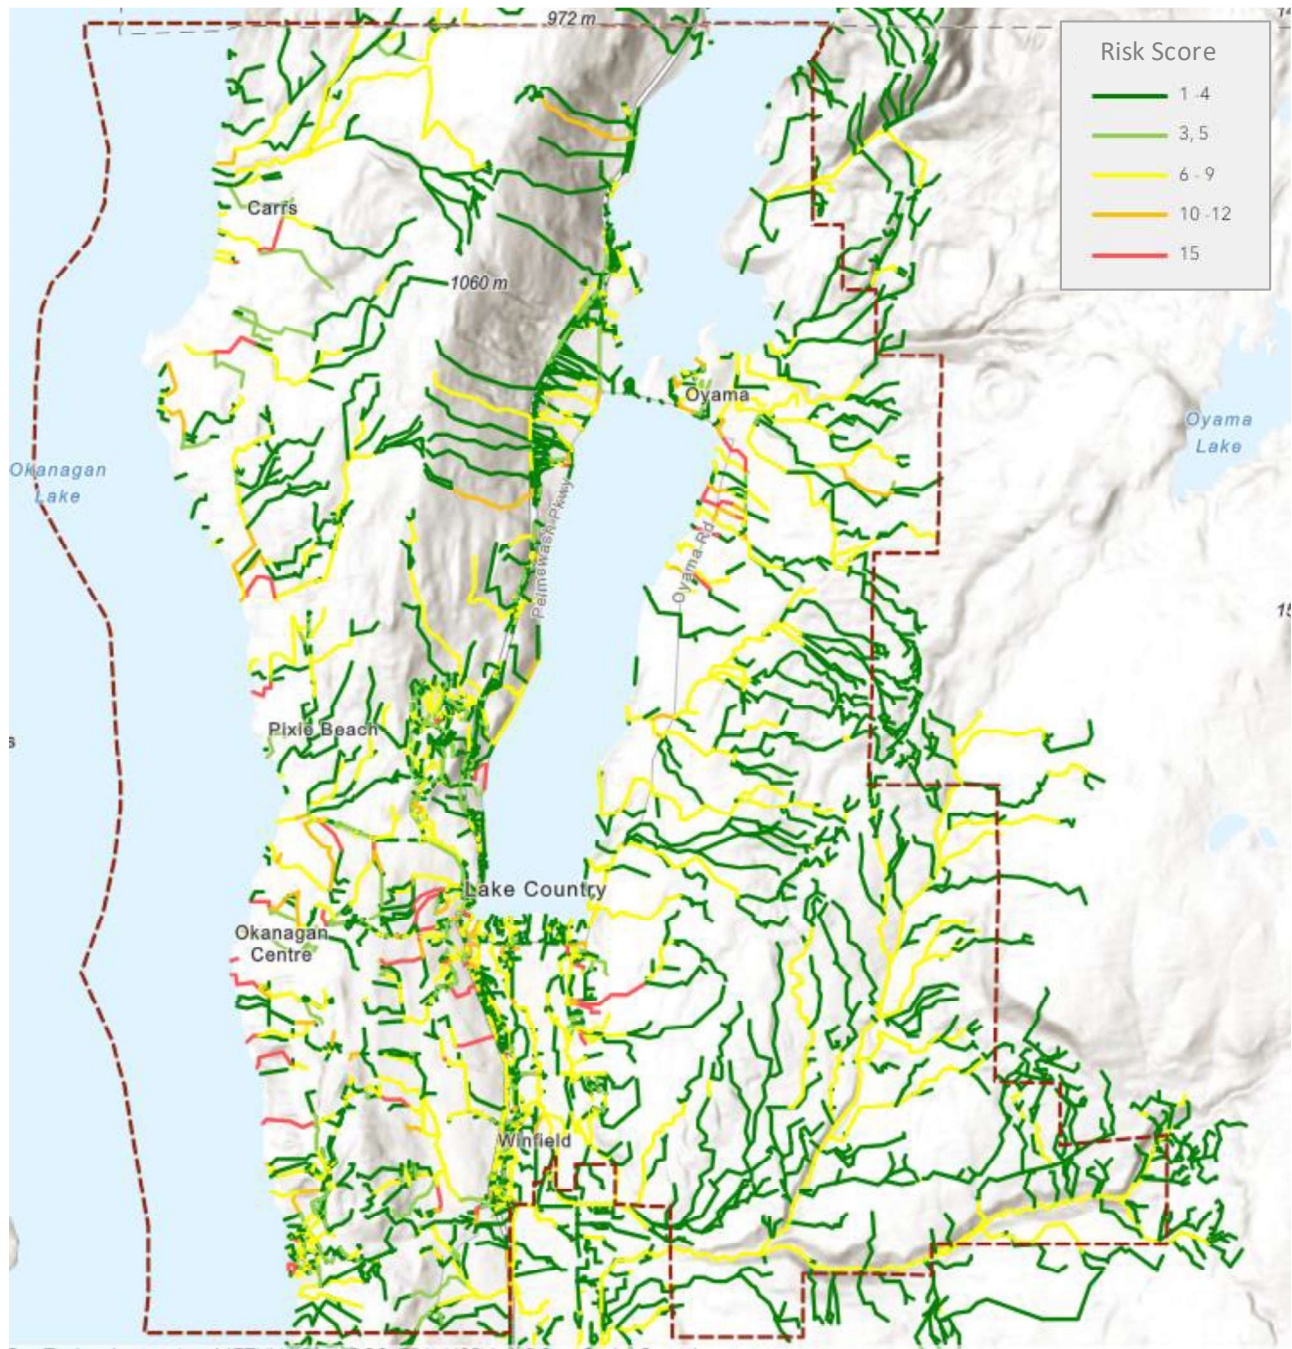 972 m
Risk Score
1 -4
3, 5
6 - 9
10 -12
15
Carrs
1060 m
Oyama
Oyama
Lake
Okanagan
Lake
Pelmewash Pkwy
Oyama Rd
15
Pixie Beach
s
Lake Country
Okanagan
Centre
Winfield